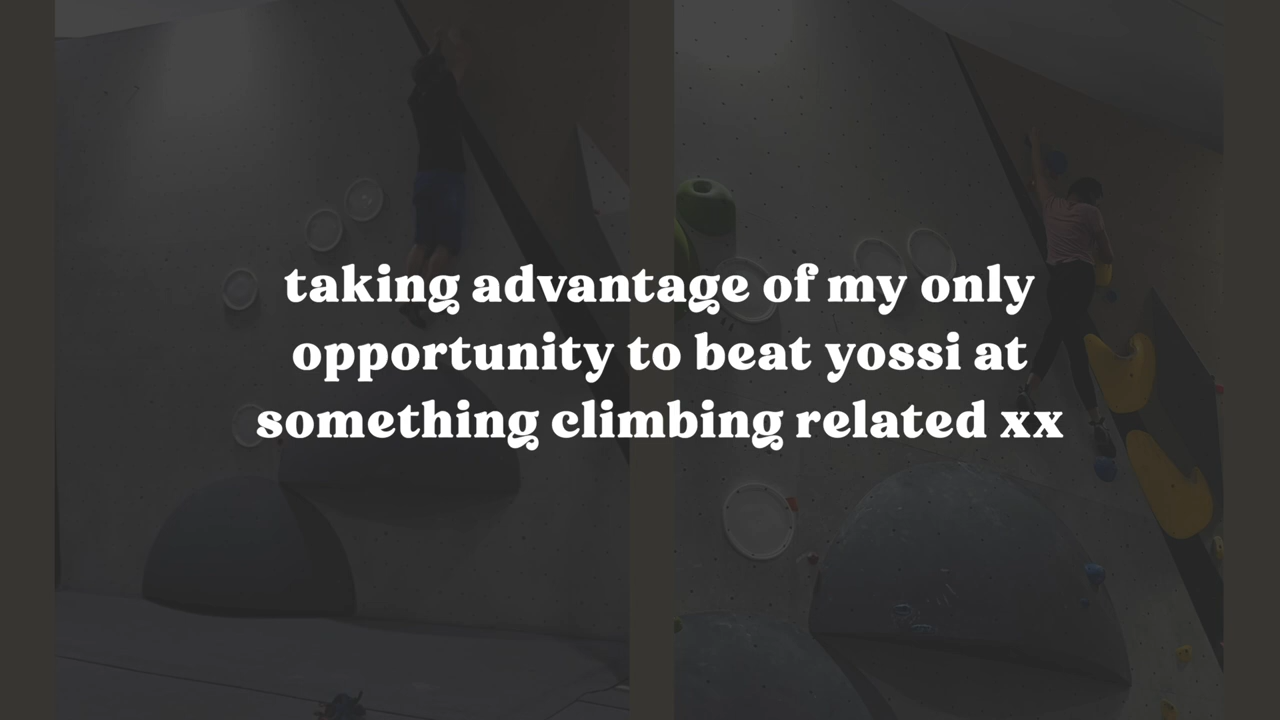 taking advantage of my only
opportunity to beat yossi at
something climbing related xx